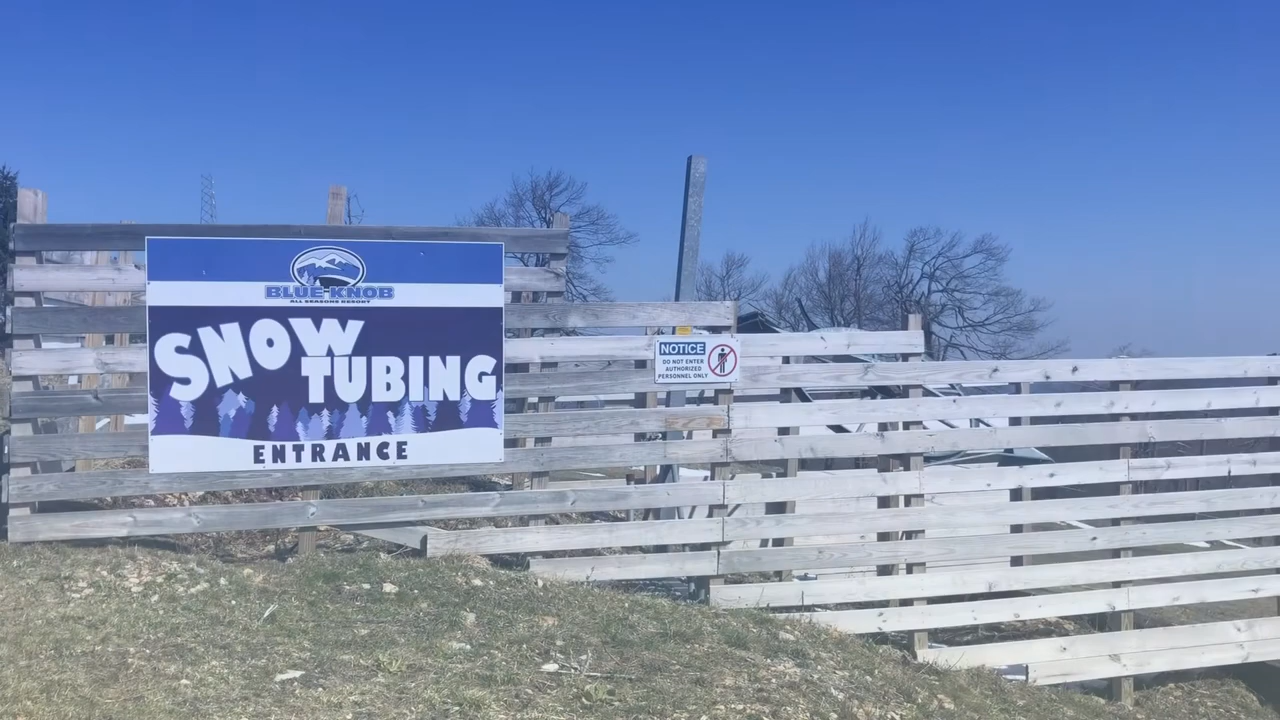 BLUE KNOB
ALL SEASONS RESORT
SNOW
TUBING
ENTRANCE
NOTICE
DO NOT ENTER
AUTHORIZED
PERSONNEL ONLY